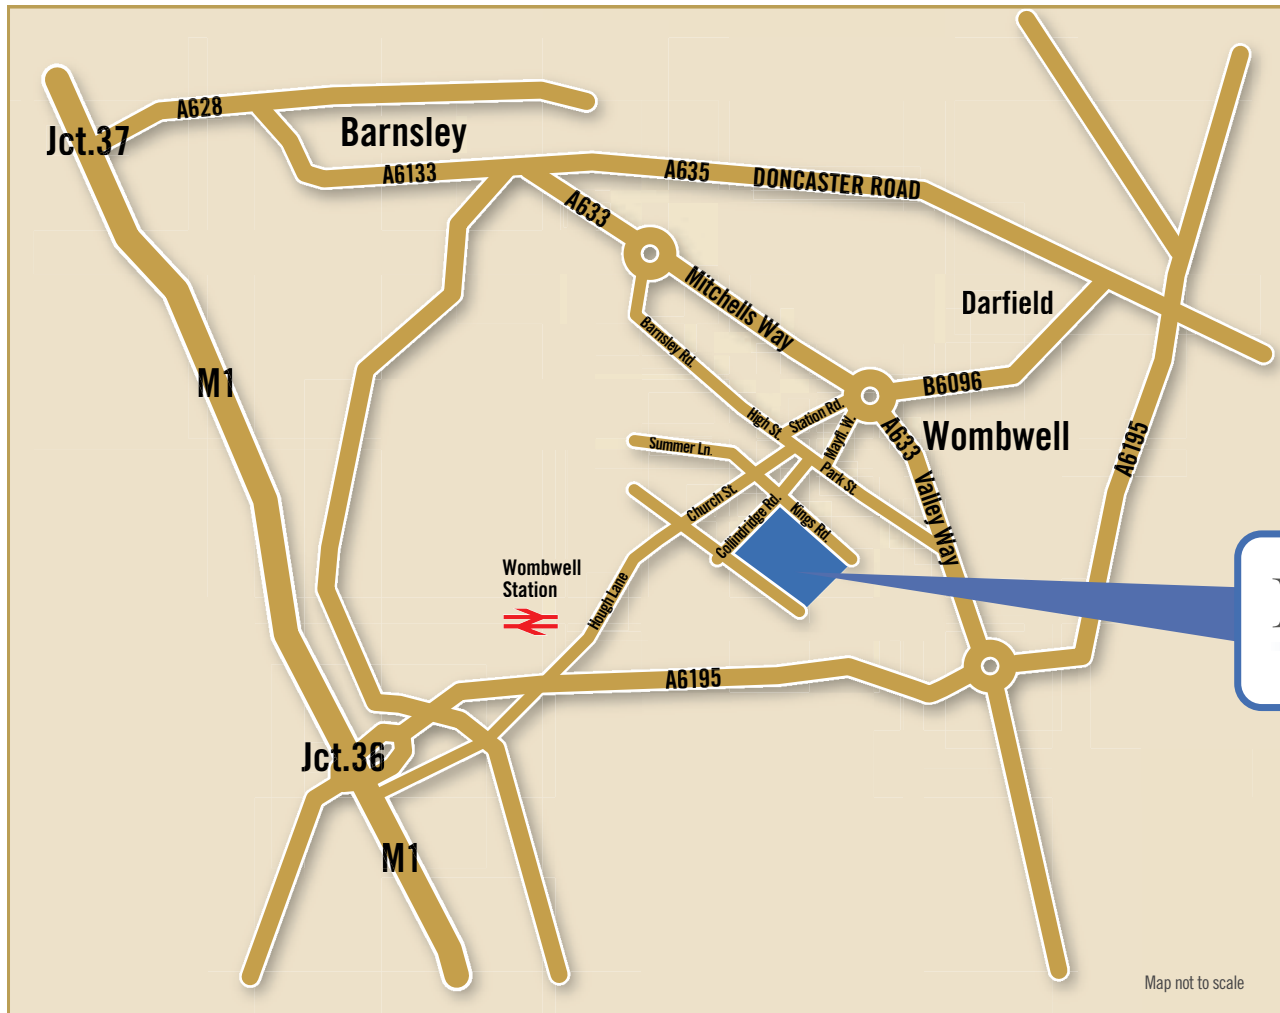 A628
Jct.37
Barnsley
A6133
A635
DONCASTER ROAD
A633
Mitchells Way
Darfield
Barnsley Rd.
M1
B6096
Station Rd.
High St.
Mayfl. W.
A633
Wombwell
Summer Ln.
A6195
Park St.
Valley Way
Church St.
Kings Rd.
Collindridge Rd.
Wombwell
Station
Hough Lane
A6195
Jct.36
M1
Map not to scale